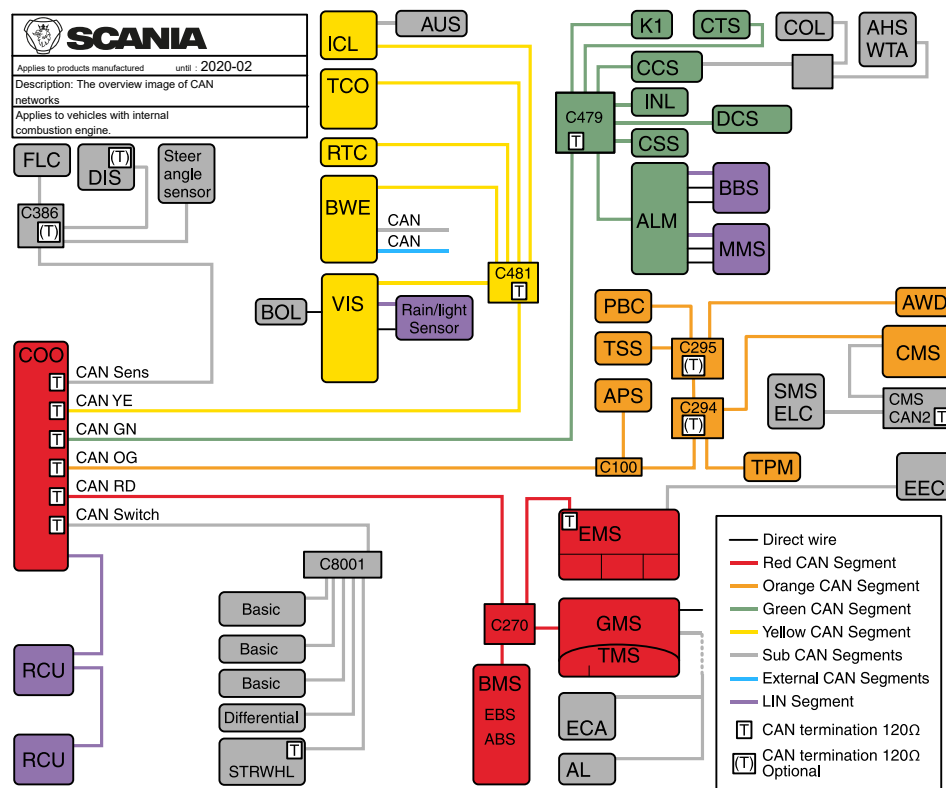 SCANIA
Applies to products manufactured until : 2020-02
Description: The overview image of CAN
networks
Applies to vehicles with internal
combustion engine.
ICL
AUS
TCO
RTC
BWE
CAN
CAN
C481
T
VIS
BOL
Rain/light
Sensor
K1
CTS
COL
AHS
WTA
CCS
C479
T
INL
DCS
CSS
ALM
BBS
MMS
FLC
(T)
DIS
Steer
angle
sensor
C386
(T)
PBC
AWD
TSS
C295
(T)
CMS
APS
C294
(T)
SMS
ELC
CMS
CAN2 T
C100
TPM
EEC
COO
T CAN Sens
T CAN YE
T CAN GN
T CAN OG
T CAN RD
T CAN Switch
RCU
RCU
C8001
Basic
Basic
Basic
Differential
T
STRWHL
T
EMS
C270
GMS
TMS
BMS
EBS
ABS
ECA
AL
Direct wire
Red CAN Segment
Orange CAN Segment
Green CAN Segment
Yellow CAN Segment
Sub CAN Segments
External CAN Segments
LIN Segment
T CAN termination 120Ω
(T) CAN termination 120Ω
Optional